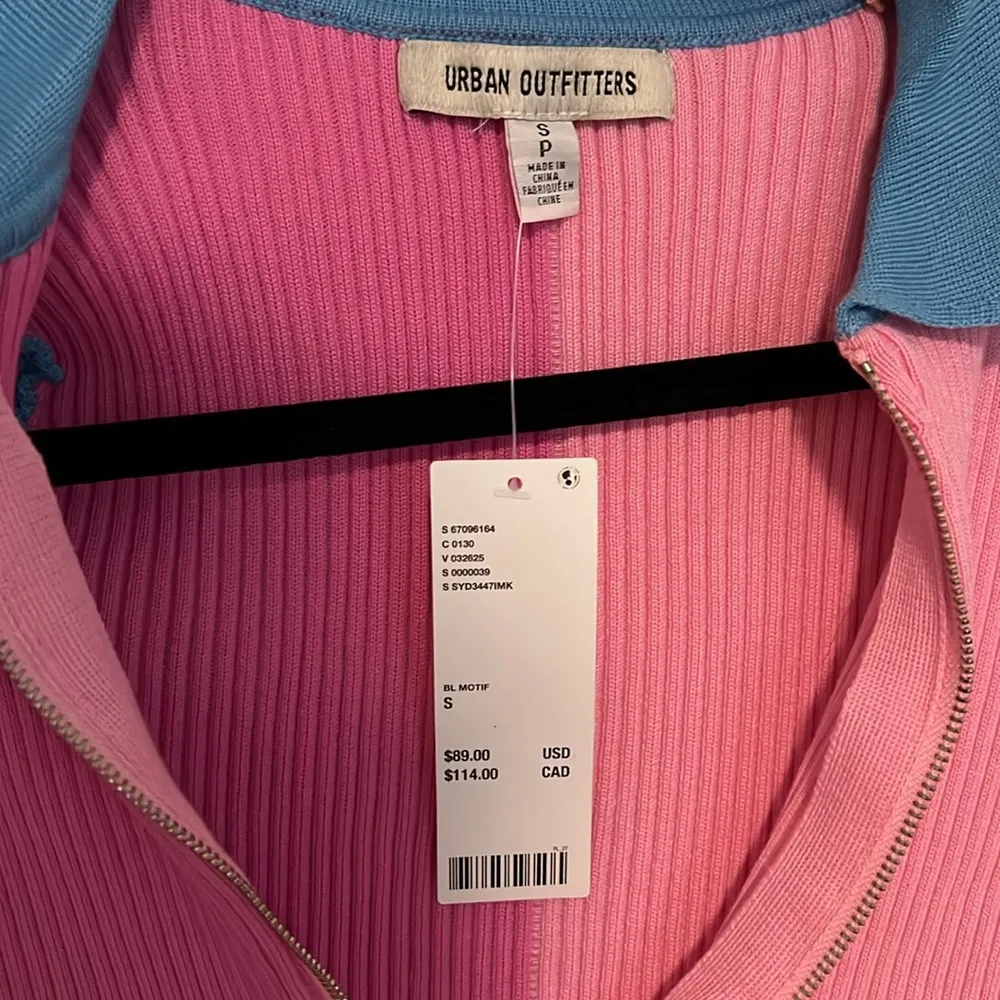 URBAN OUTFITTERS
S
P
MADE IN
CHINA
FABRIQUÉ EN
CHINE
S 67096164
C 0130
V 032625
S 0000039
S SYD3447IMK
BL MOTIF
S
$89.00 USD
$114.00 CAD